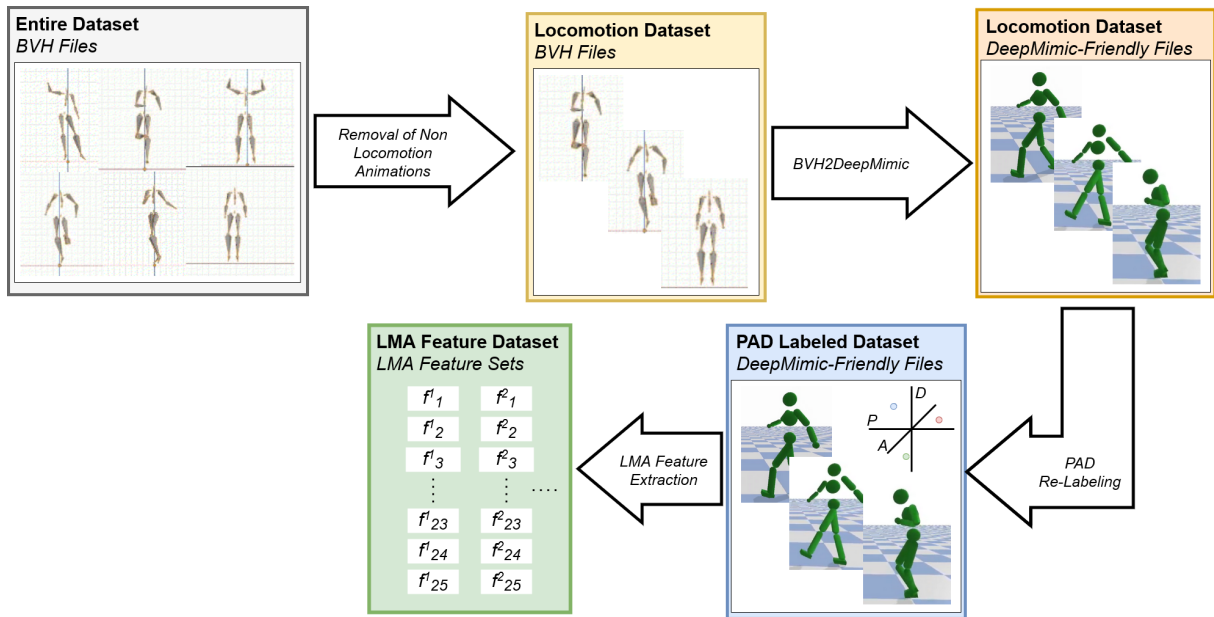 Entire Dataset
BVH Files
Removal of Non
Locomotion
Animations
Locomotion Dataset
BVH Files
BVH2DeepMimic
Locomotion Dataset
DeepMimic-Friendly Files
PAD
Re-Labeling
PAD Labeled Dataset
DeepMimic-Friendly Files
D
P
A
LMA Feature
Extraction
LMA Feature Dataset
LMA Feature Sets
f¹₁ f²₁
f¹₂ f²₂
f¹₃ f²₃
....
f¹₂₃ f²₂₃
f¹₂₄ f²₂₄
f¹₂₅ f²₂₅